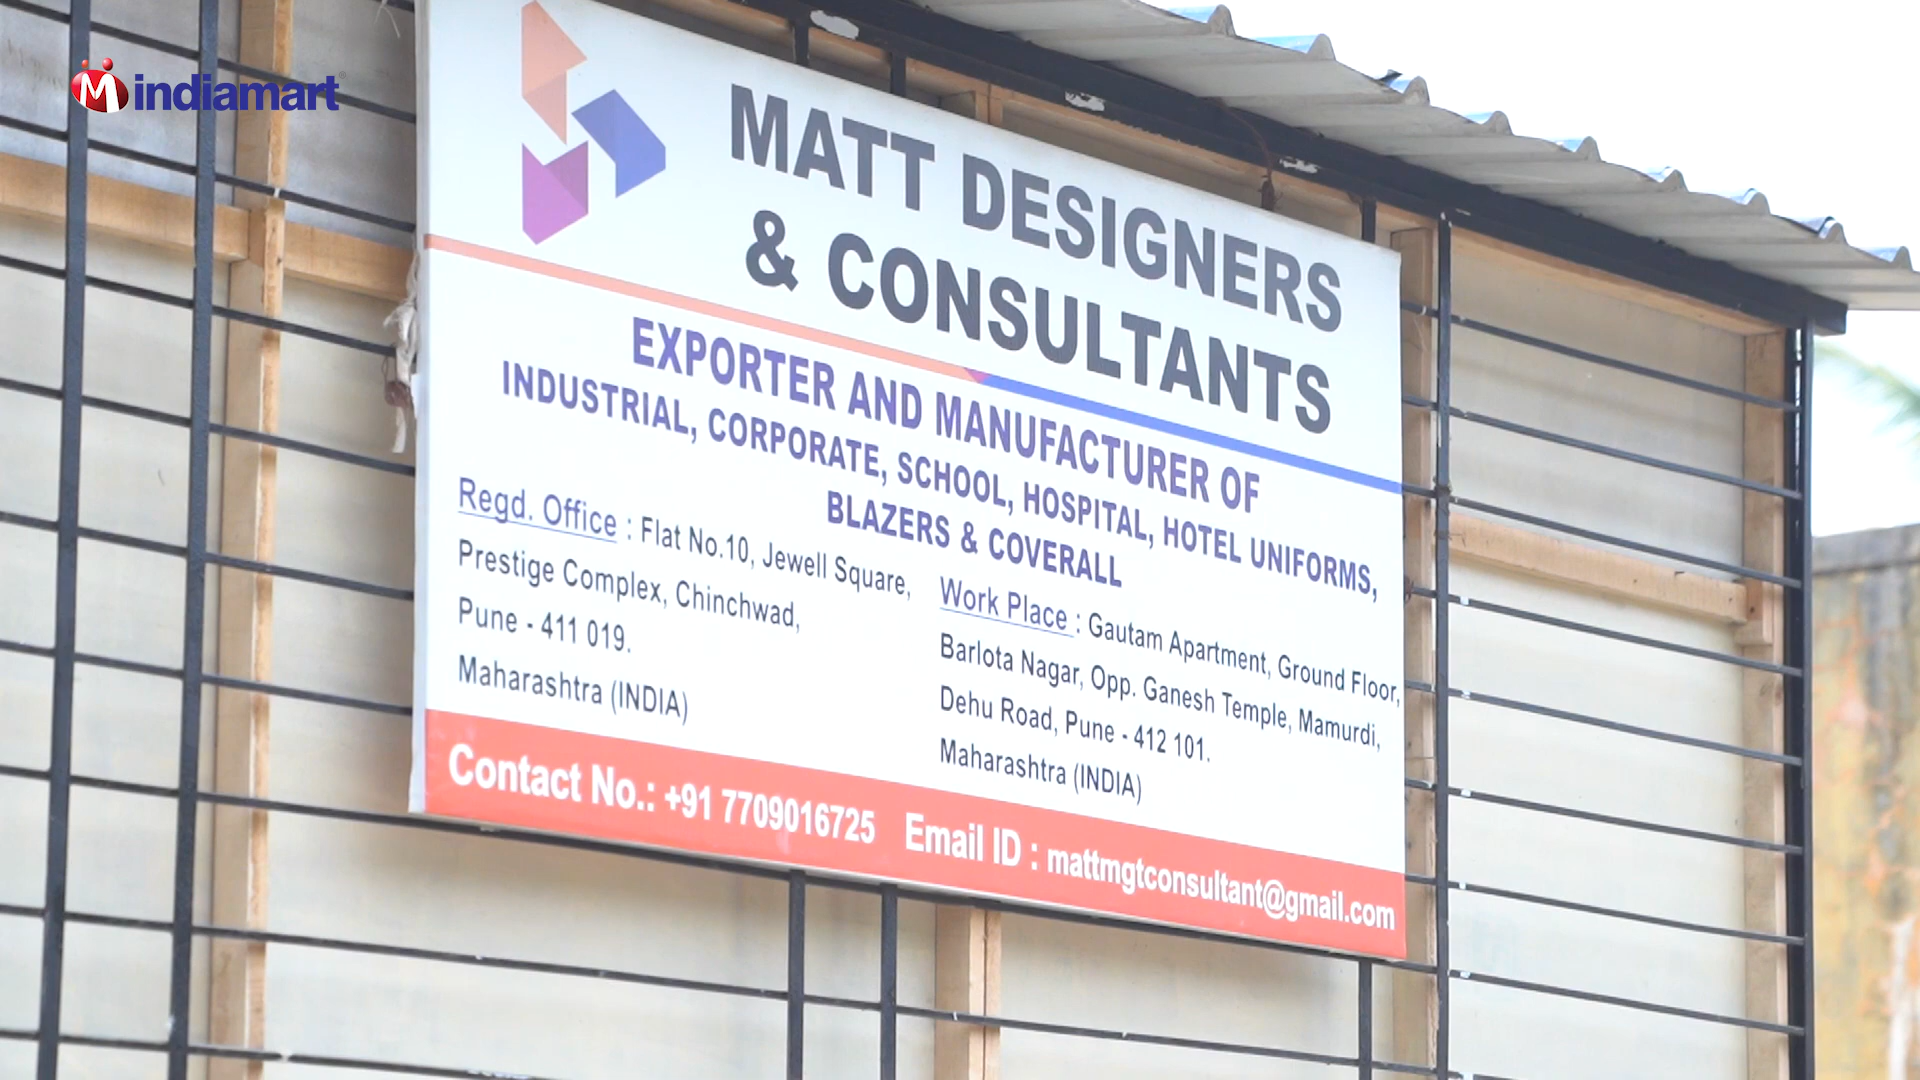 indiamart
MATT DESIGNERS
& CONSULTANTS
EXPORTER AND MANUFACTURER OF
INDUSTRIAL, CORPORATE, SCHOOL, HOSPITAL, HOTEL UNIFORMS,
BLAZERS & COVERALL
Regd. Office : Flat No.10, Jewell Square,
Prestige Complex, Chinchwad,
Pune - 411 019.
Maharashtra (INDIA)
Work Place : Gautam Apartment, Ground Floor,
Barlota Nagar, Opp. Ganesh Temple, Mamurdi,
Dehu Road, Pune - 412 101.
Maharashtra (INDIA)
Contact No.: +91 7709016725 Email ID : mattmgtconsultant@gmail.com